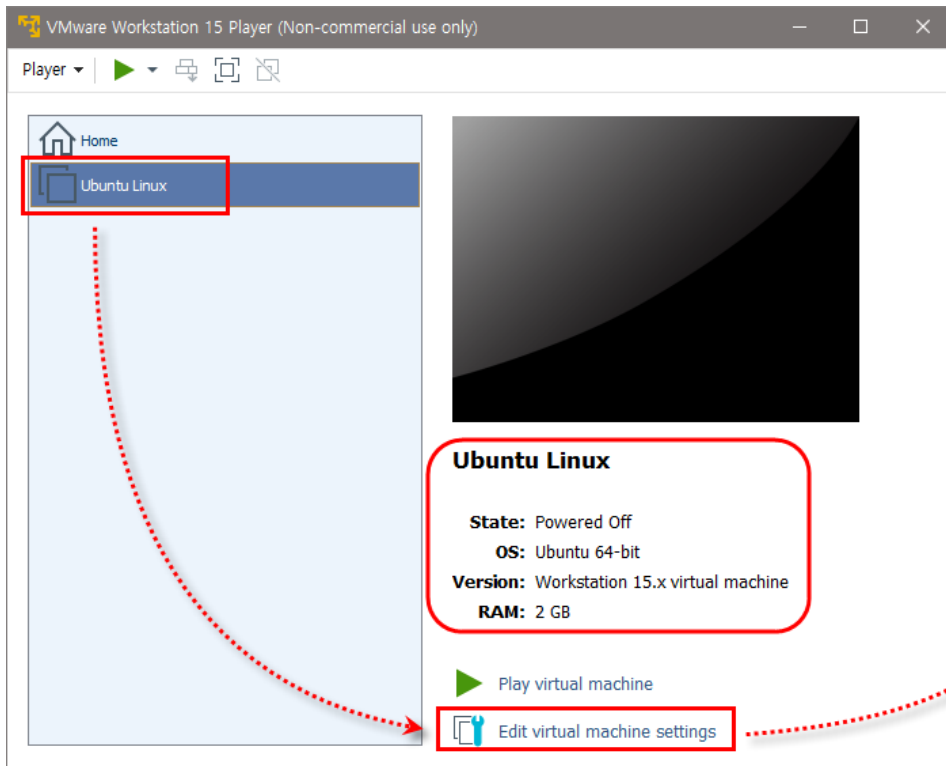 VMware Workstation 15 Player (Non-commercial use only)
Player
Home
Ubuntu Linux
Ubuntu Linux
State: Powered Off
OS: Ubuntu 64-bit
Version: Workstation 15.x virtual machine
RAM: 2 GB
Play virtual machine
Edit virtual machine settings